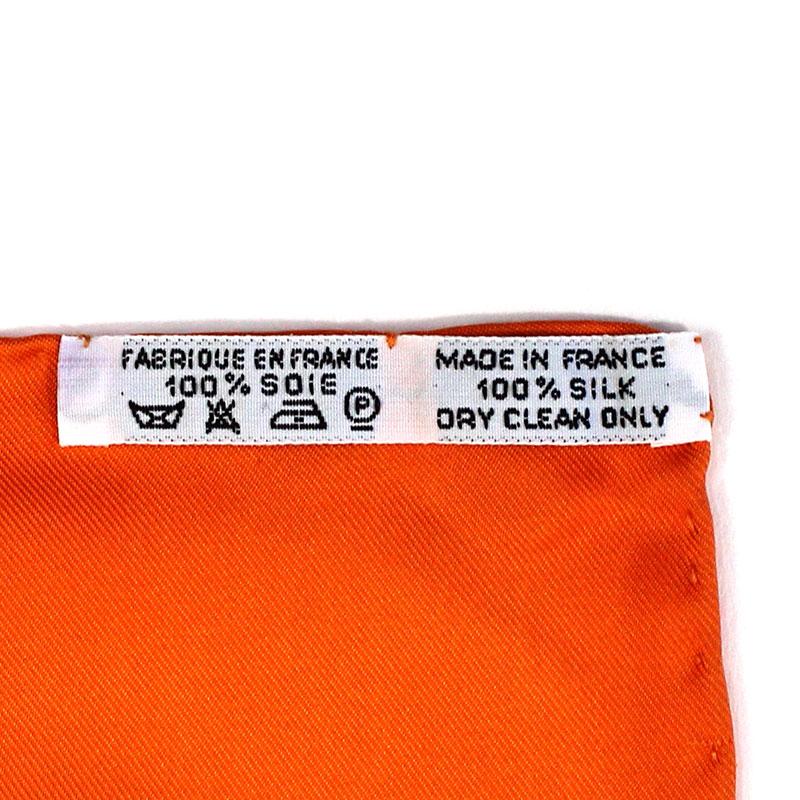 FABRIQUE EN FRANCE
100% SOIE
P
MADE IN FRANCE
100% SILK
DRY CLEAN ONLY